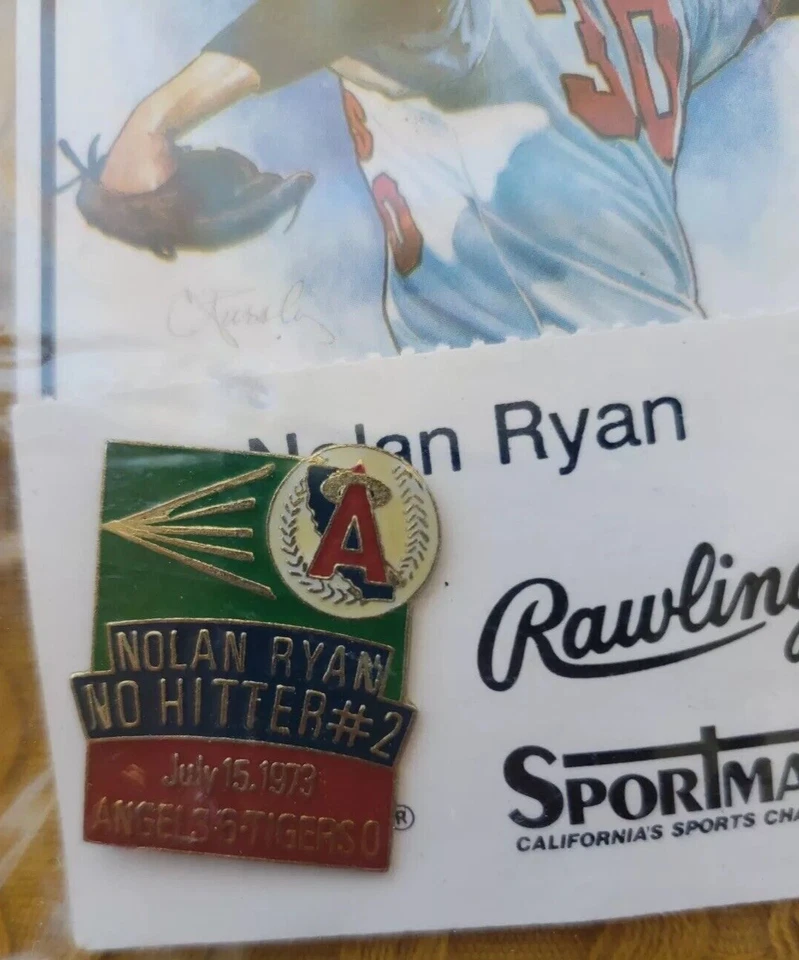 30
Nolan Ryan
A
NOLAN RYAN
NO HITTER #2
July 15, 1973
ANGELS·6·TIGERS 0
®
Rawling
SPORTMA
CALIFORNIA'S SPORTS CHA